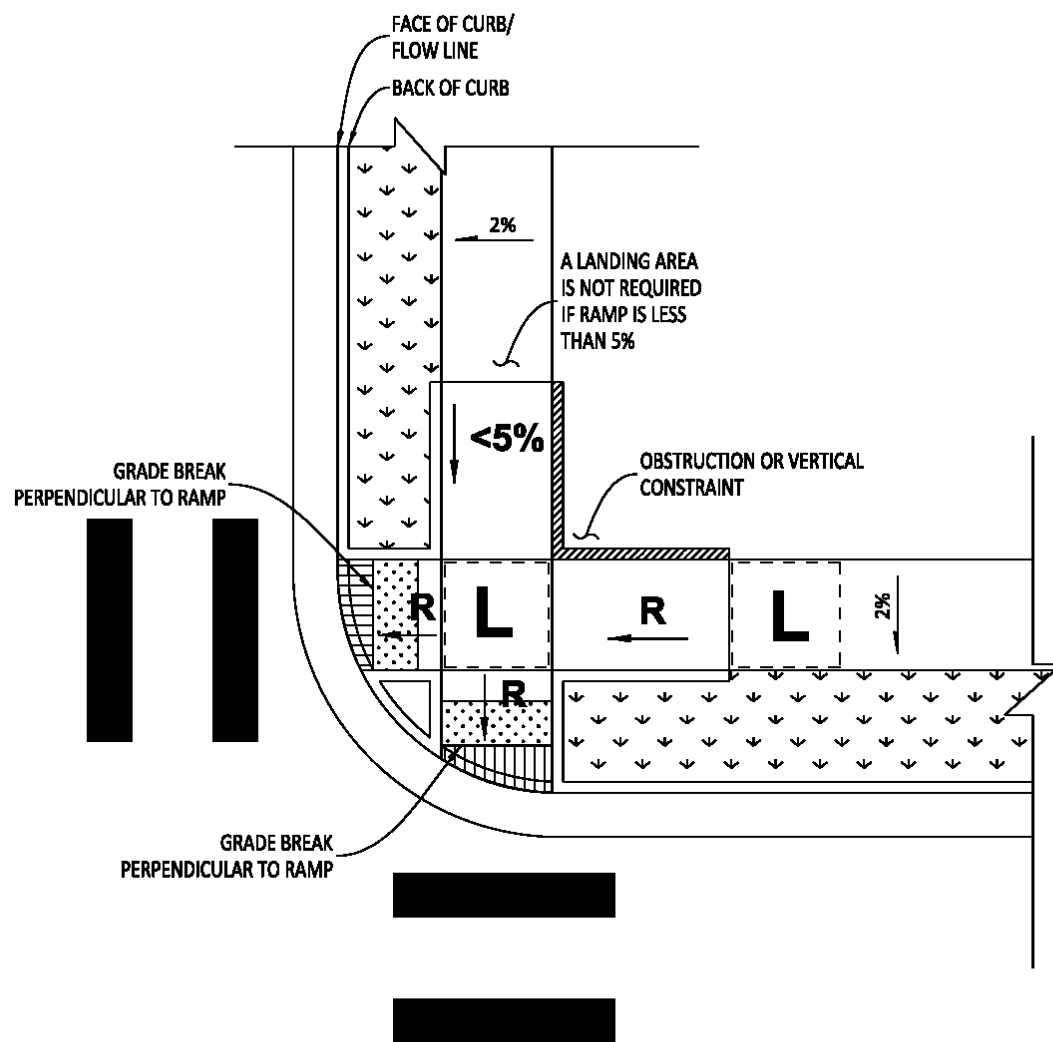 FACE OF CURB/
FLOW LINE
BACK OF CURB
2%
A LANDING AREA
IS NOT REQUIRED
IF RAMP IS LESS
THAN 5%
<5%
GRADE BREAK
PERPENDICULAR TO RAMP
OBSTRUCTION OR VERTICAL
CONSTRAINT
R
L
R
L
2%
R
GRADE BREAK
PERPENDICULAR TO RAMP